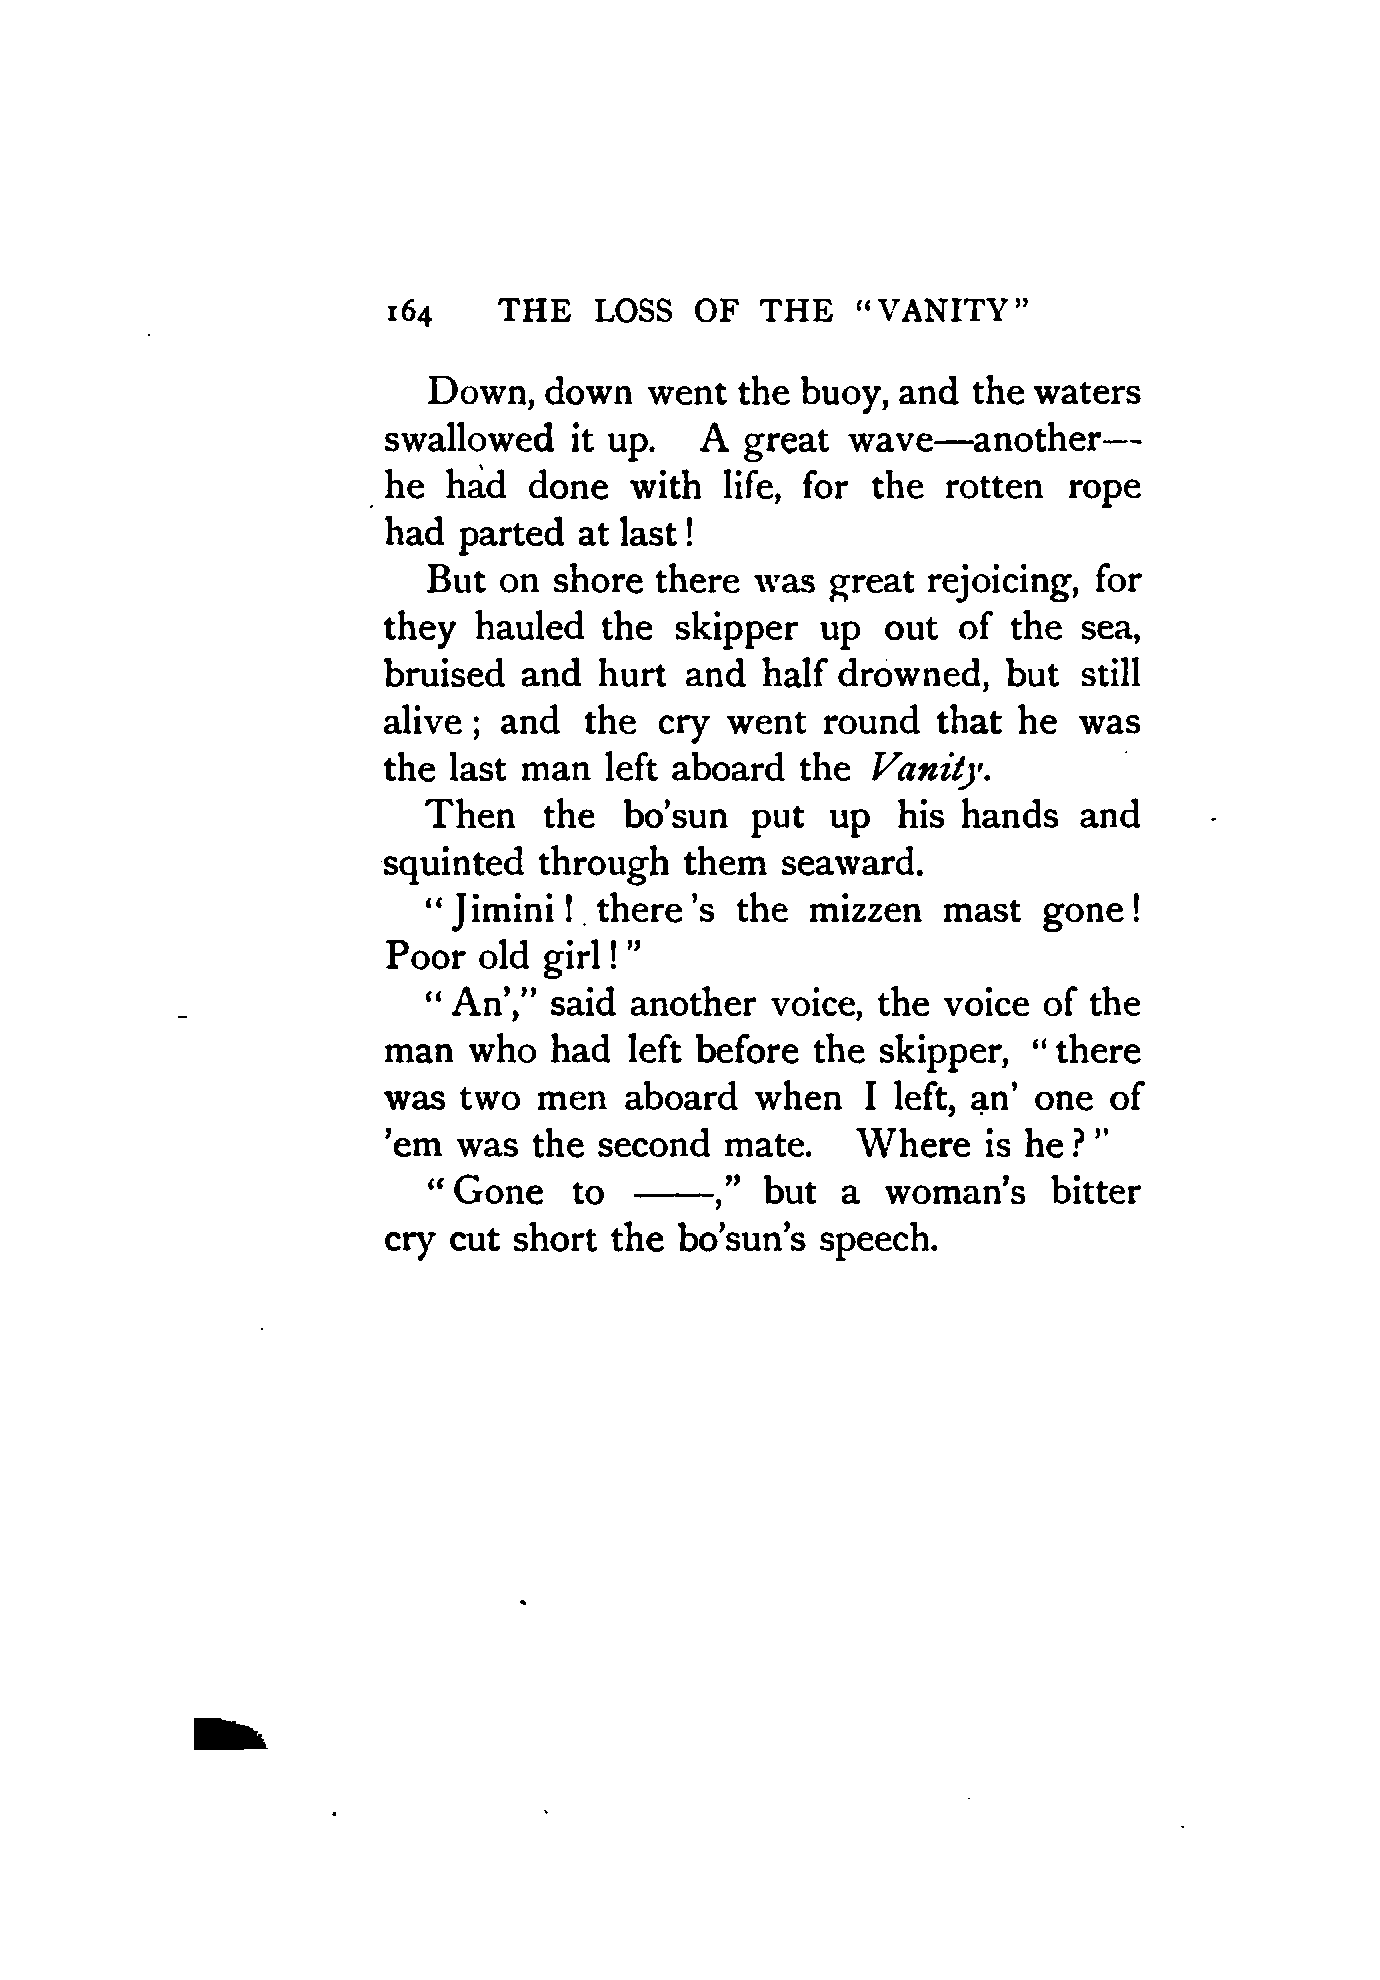 164 THE LOSS OF THE "VANITY"
Down, down went the buoy, and the waters
swallowed it up. A great wave—another—
he had done with life, for the rotten rope
had parted at last!
But on shore there was great rejoicing, for
they hauled the skipper up out of the sea,
bruised and hurt and half drowned, but still
alive; and the cry went round that he was
the last man left aboard the Vanity.
Then the bo'sun put up his hands and
squinted through them seaward.
"Jimini! there's the mizzen mast gone!
Poor old girl!"
"An'," said another voice, the voice of the
man who had left before the skipper, "there
was two men aboard when I left, an' one of
'em was the second mate. Where is he?"
"Gone to ——," but a woman's bitter
cry cut short the bo'sun's speech.